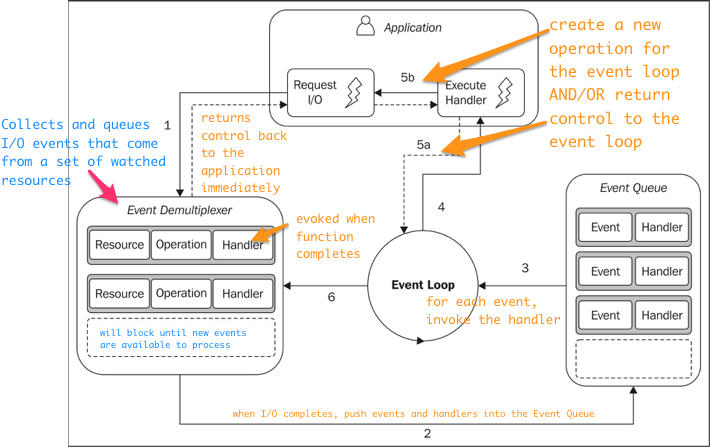 Application
create a new
operation for
the event loop
AND/OR return
control to the
event loop
Request
I/O
5b
Execute
Handler
1
returns
control back
to the
application
immediately
5a
Collects and queues
I/O events that come
from a set of watched
resources
Event Demultiplexer
Resource Operation Handler
Resource Operation Handler
will block until new events
are available to process
evoked when
function
completes
4
6
Event Loop
for each event,
invoke the handler
3
Event Queue
Event Handler
Event Handler
Event Handler
when I/O completes, push events and handlers into the Event Queue
2